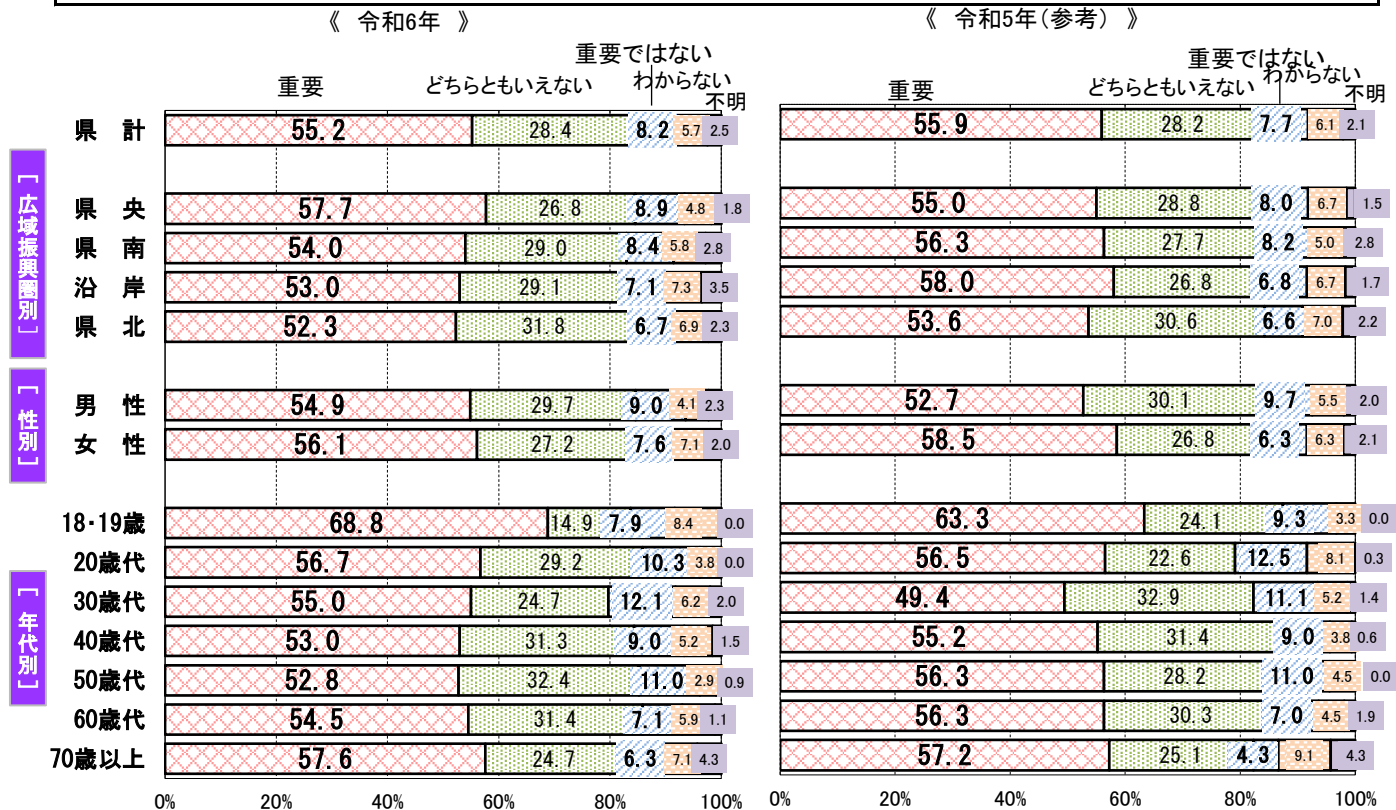 《 令和6年 》 《 令和5年(参考) 》
重要 どちらともいえない 重要ではない わからない 不明 重要 どちらともいえない 重要ではない わからない 不明
県 計 55.2 28.4 8.2 5.7 2.5 55.9 28.2 7.7 6.1 2.1
[広域振興圏別]
県 央 57.7 26.8 8.9 4.8 1.8 55.0 28.8 8.0 6.7 1.5
県 南 54.0 29.0 8.4 5.8 2.8 56.3 27.7 8.2 5.0 2.8
沿 岸 53.0 29.1 7.1 7.3 3.5 58.0 26.8 6.8 6.7 1.7
県 北 52.3 31.8 6.7 6.9 2.3 53.6 30.6 6.6 7.0 2.2
[性別]
男 性 54.9 29.7 9.0 4.1 2.3 52.7 30.1 9.7 5.5 2.0
女 性 56.1 27.2 7.6 7.1 2.0 58.5 26.8 6.3 6.3 2.1
[年代別]
18・19歳 68.8 14.9 7.9 8.4 0.0 63.3 24.1 9.3 3.3 0.0
20歳代 56.7 29.2 10.3 3.8 0.0 56.5 22.6 12.5 8.1 0.3
30歳代 55.0 24.7 12.1 6.2 2.0 49.4 32.9 11.1 5.2 1.4
40歳代 53.0 31.3 9.0 5.2 1.5 55.2 31.4 9.0 3.8 0.6
50歳代 52.8 32.4 11.0 2.9 0.9 56.3 28.2 11.0 4.5 0.0
60歳代 54.5 31.4 7.1 5.9 1.1 56.3 30.3 7.0 4.5 1.9
70歳以上 57.6 24.7 6.3 7.1 4.3 57.2 25.1 4.3 9.1 4.3
0% 20% 40% 60% 80% 100% 0% 20% 40% 60% 80% 100%